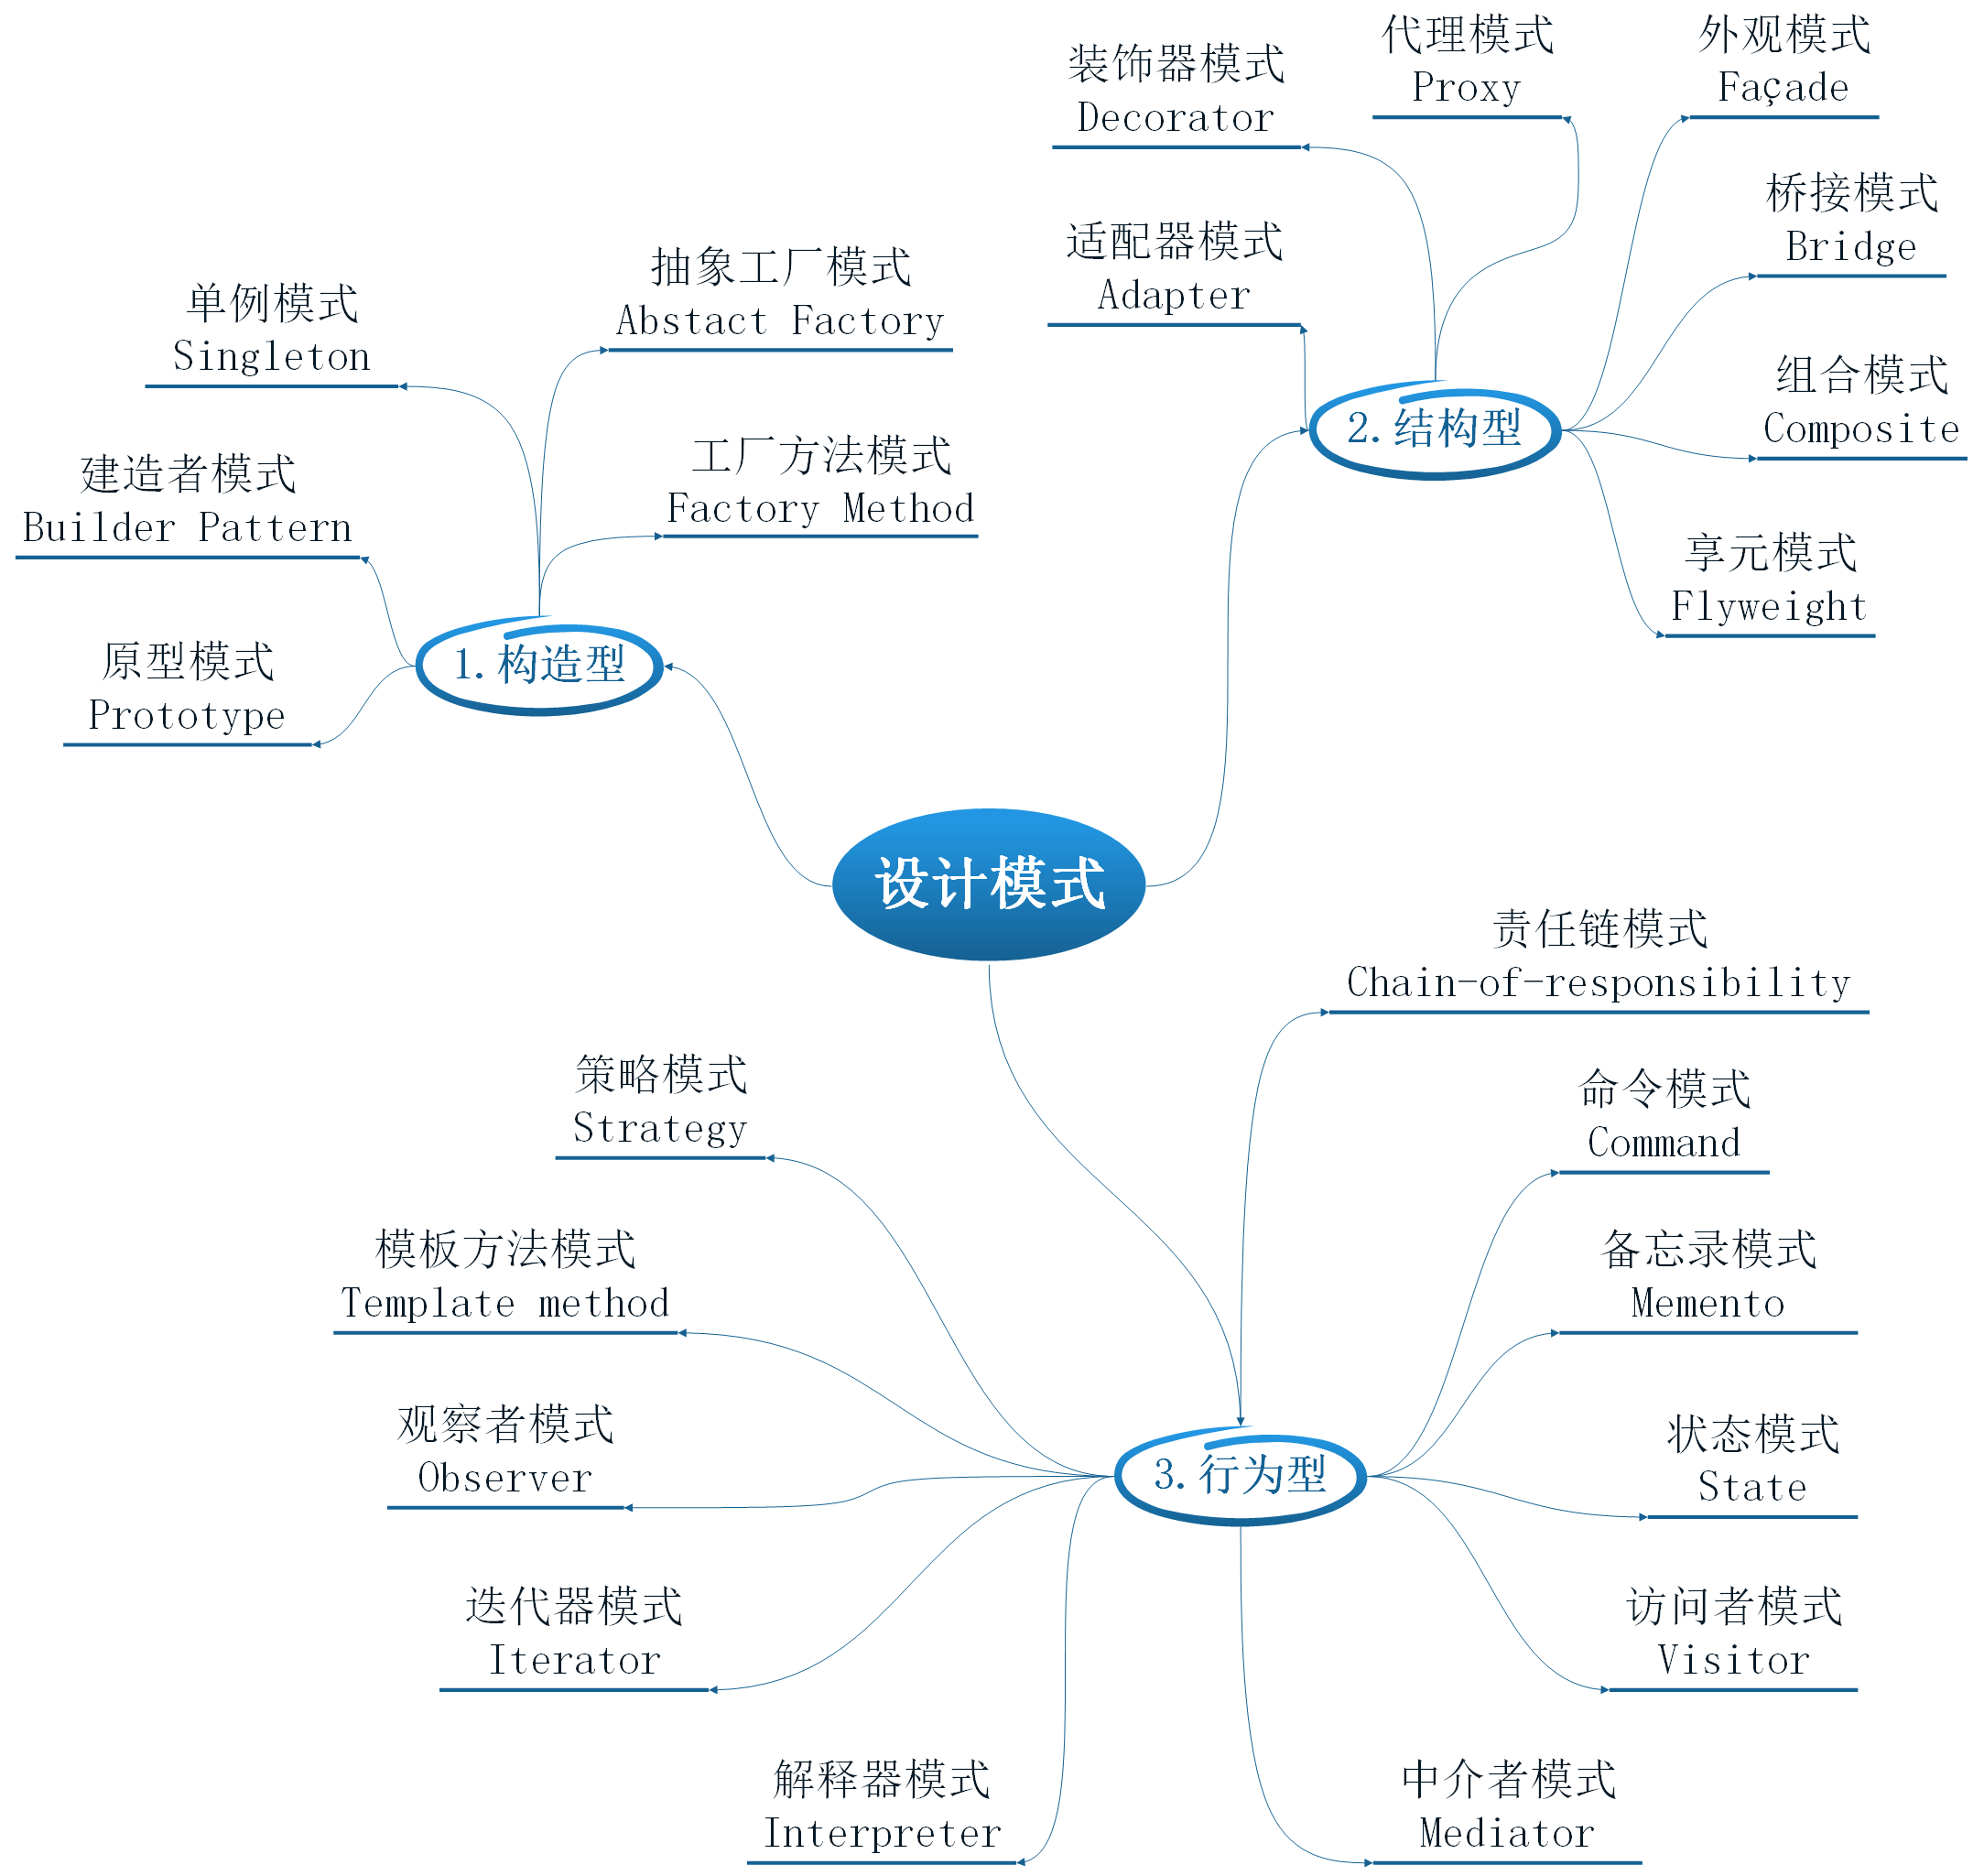 装饰器模式
Decorator
代理模式
Proxy
外观模式
Façade
桥接模式
Bridge
适配器模式
Adapter
组合模式
Composite
2.结构型
享元模式
Flyweight
抽象工厂模式
Abstact Factory
单例模式
Singleton
工厂方法模式
Factory Method
建造者模式
Builder Pattern
原型模式
Prototype
1.构造型
设计模式
责任链模式
Chain-of-responsibility
策略模式
Strategy
命令模式
Command
模板方法模式
Template method
备忘录模式
Memento
观察者模式
Observer
3.行为型
状态模式
State
迭代器模式
Iterator
访问者模式
Visitor
解释器模式
Interpreter
中介者模式
Mediator